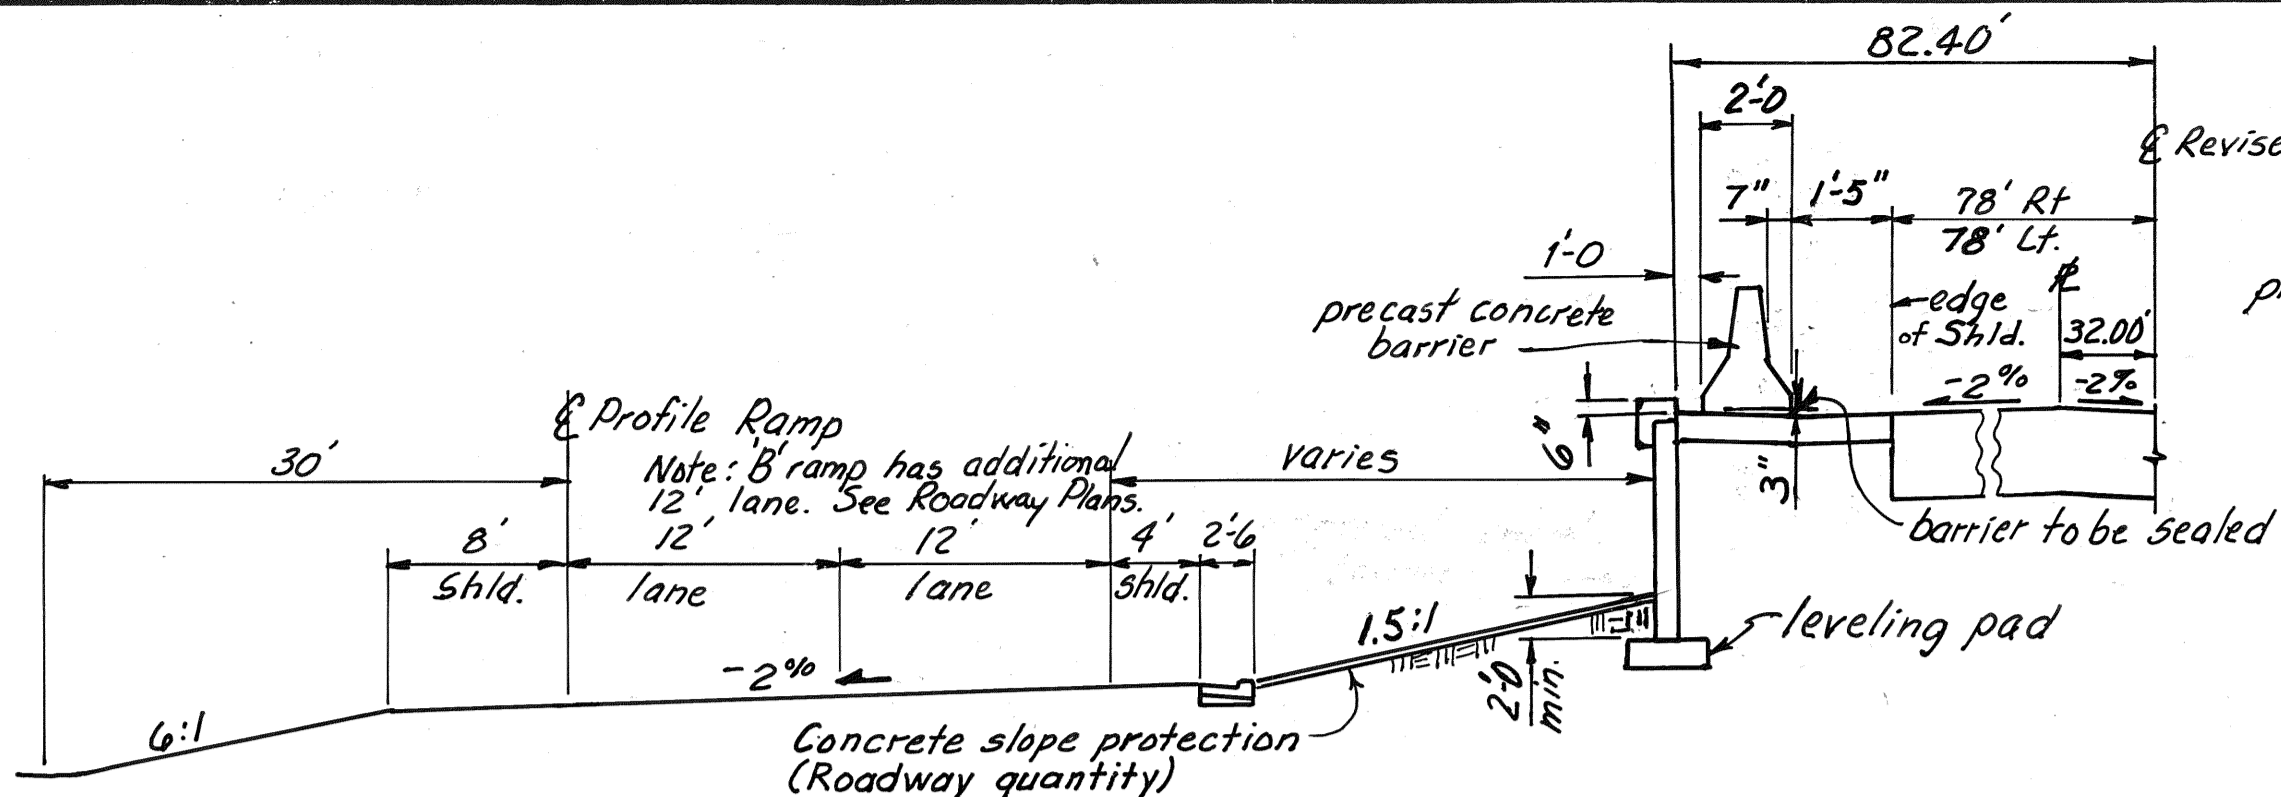 82.40'
2'-0
℄ Revise
7" 1'-5" 78' Rt
78' Lt.
1'-0
precast concrete
barrier
edge
of Shld.
32.00'
-2% -2%
℄ Profile Ramp
Note: 'B' ramp has additional
12' lane. See Roadway Plans.
30'
varies
6"
3"
barrier to be sealed
8'
Shld.
12'
lane
12'
lane
4'
shld.
2'-6
1.5:1
leveling pad
-2%
2'-0
min.
6:1
Concrete slope protection
(Roadway quantity)